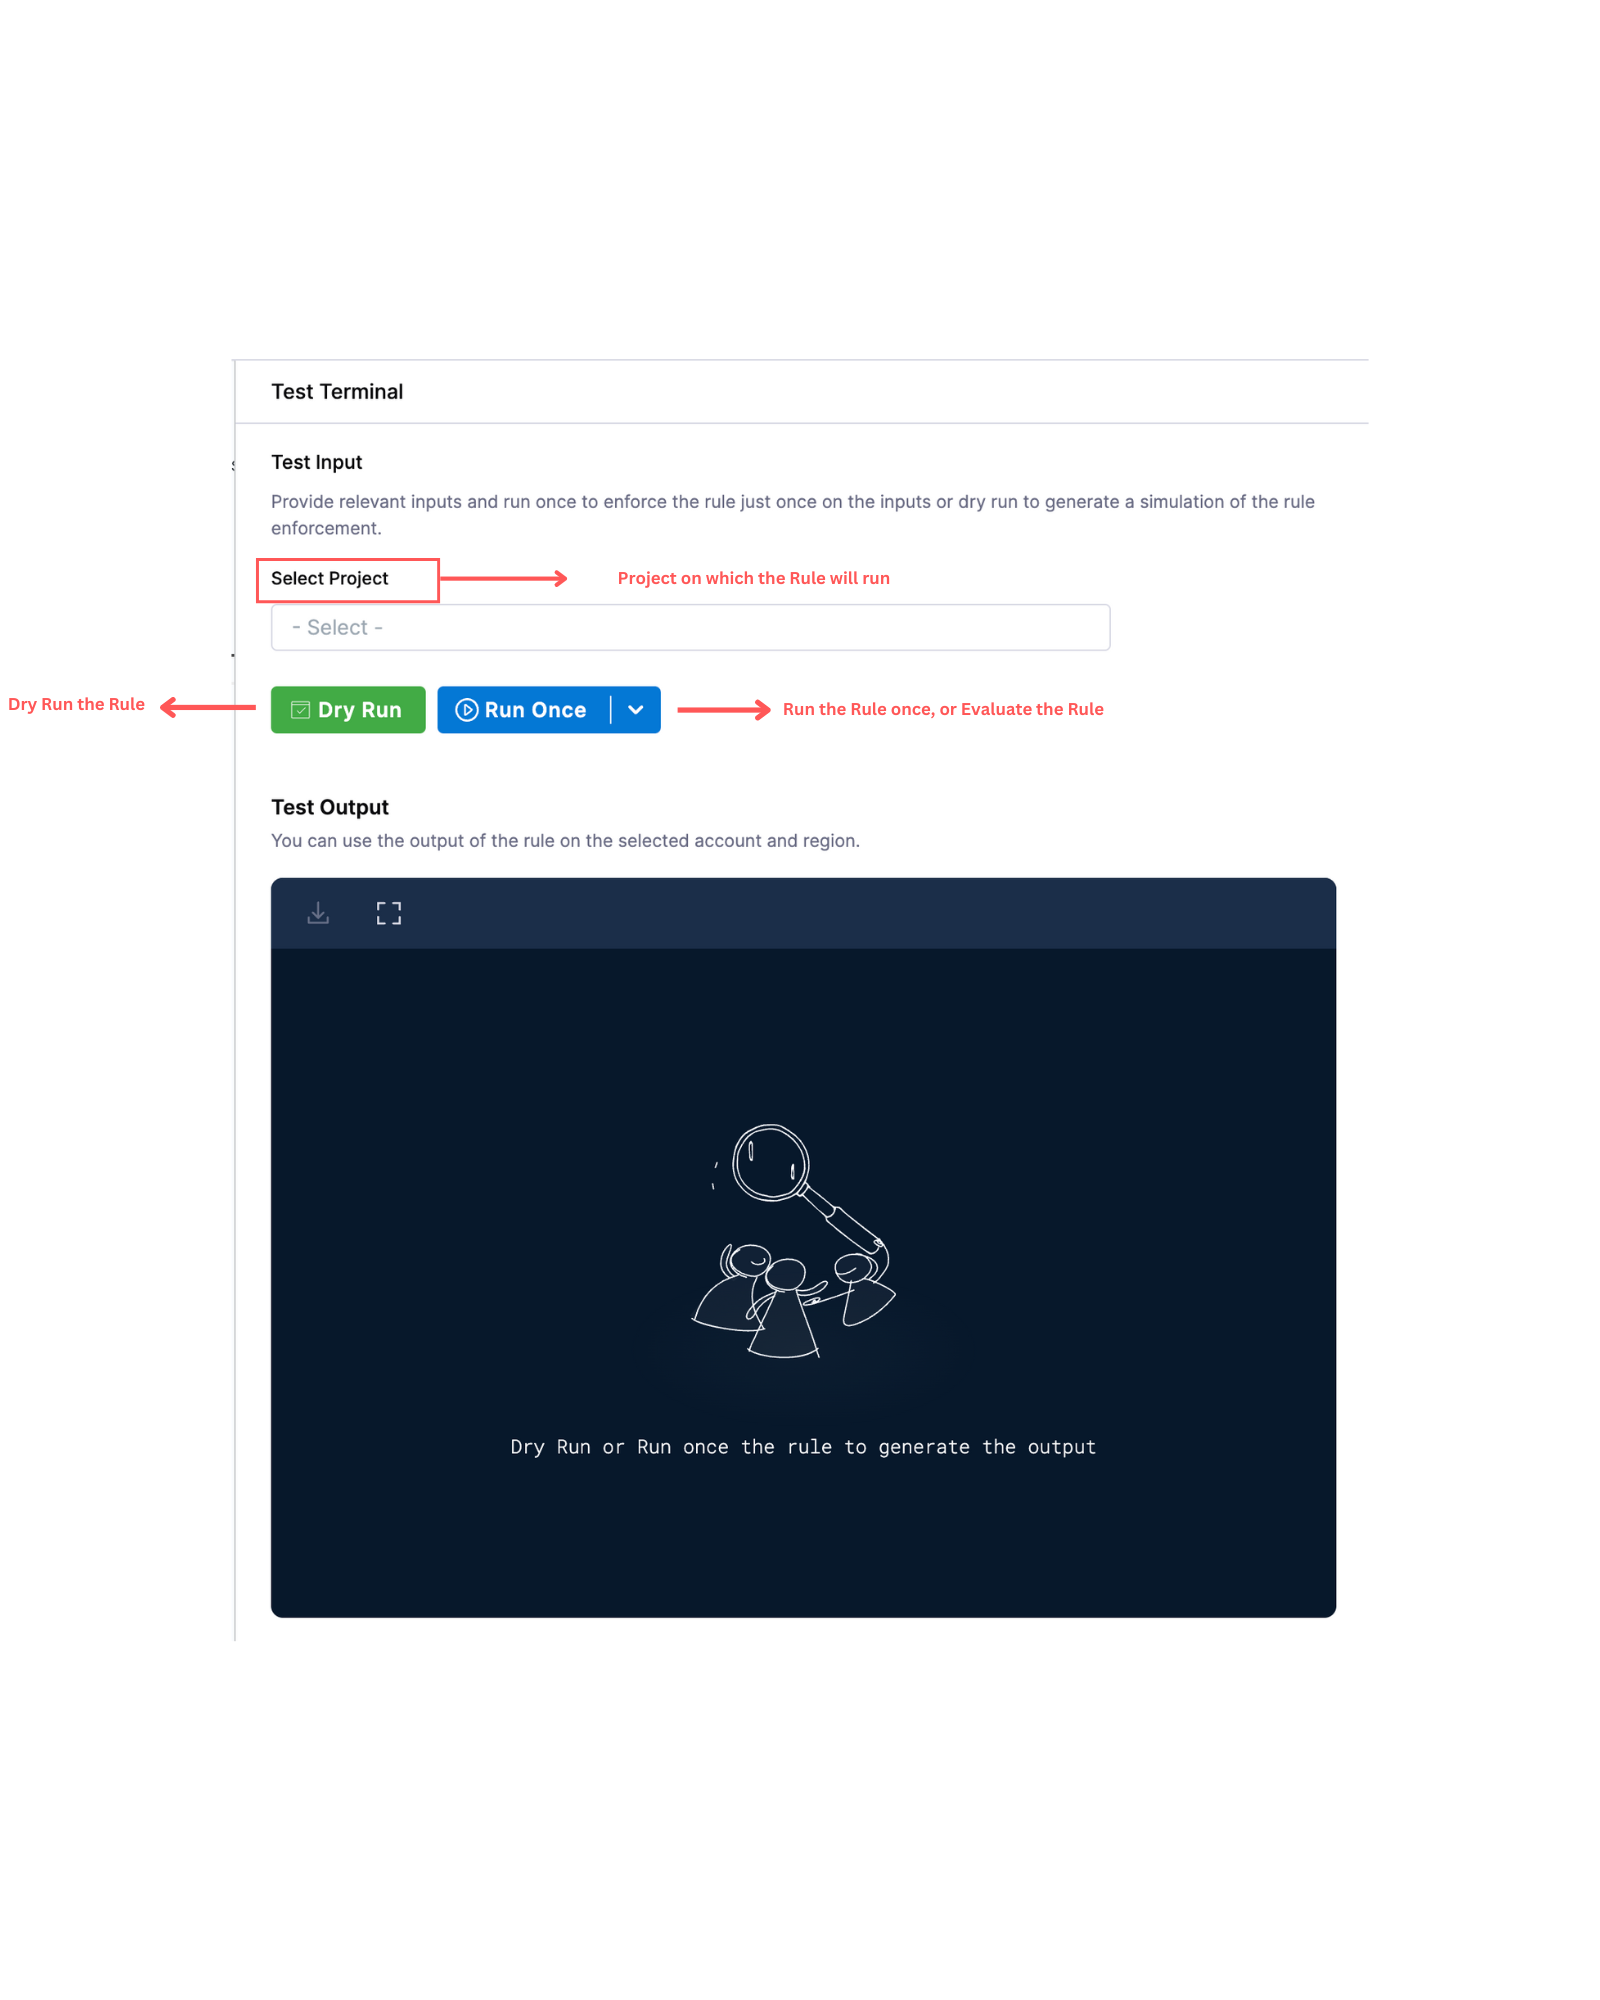 Test Terminal
Test Input
Provide relevant inputs and run once to enforce the rule just once on the inputs or dry run to generate a simulation of the rule
enforcement.
Select Project
Project on which the Rule will run
- Select -
Dry Run the Rule
Dry Run
Run Once
Run the Rule once, or Evaluate the Rule
Test Output
You can use the output of the rule on the selected account and region.
Dry Run or Run once the rule to generate the output